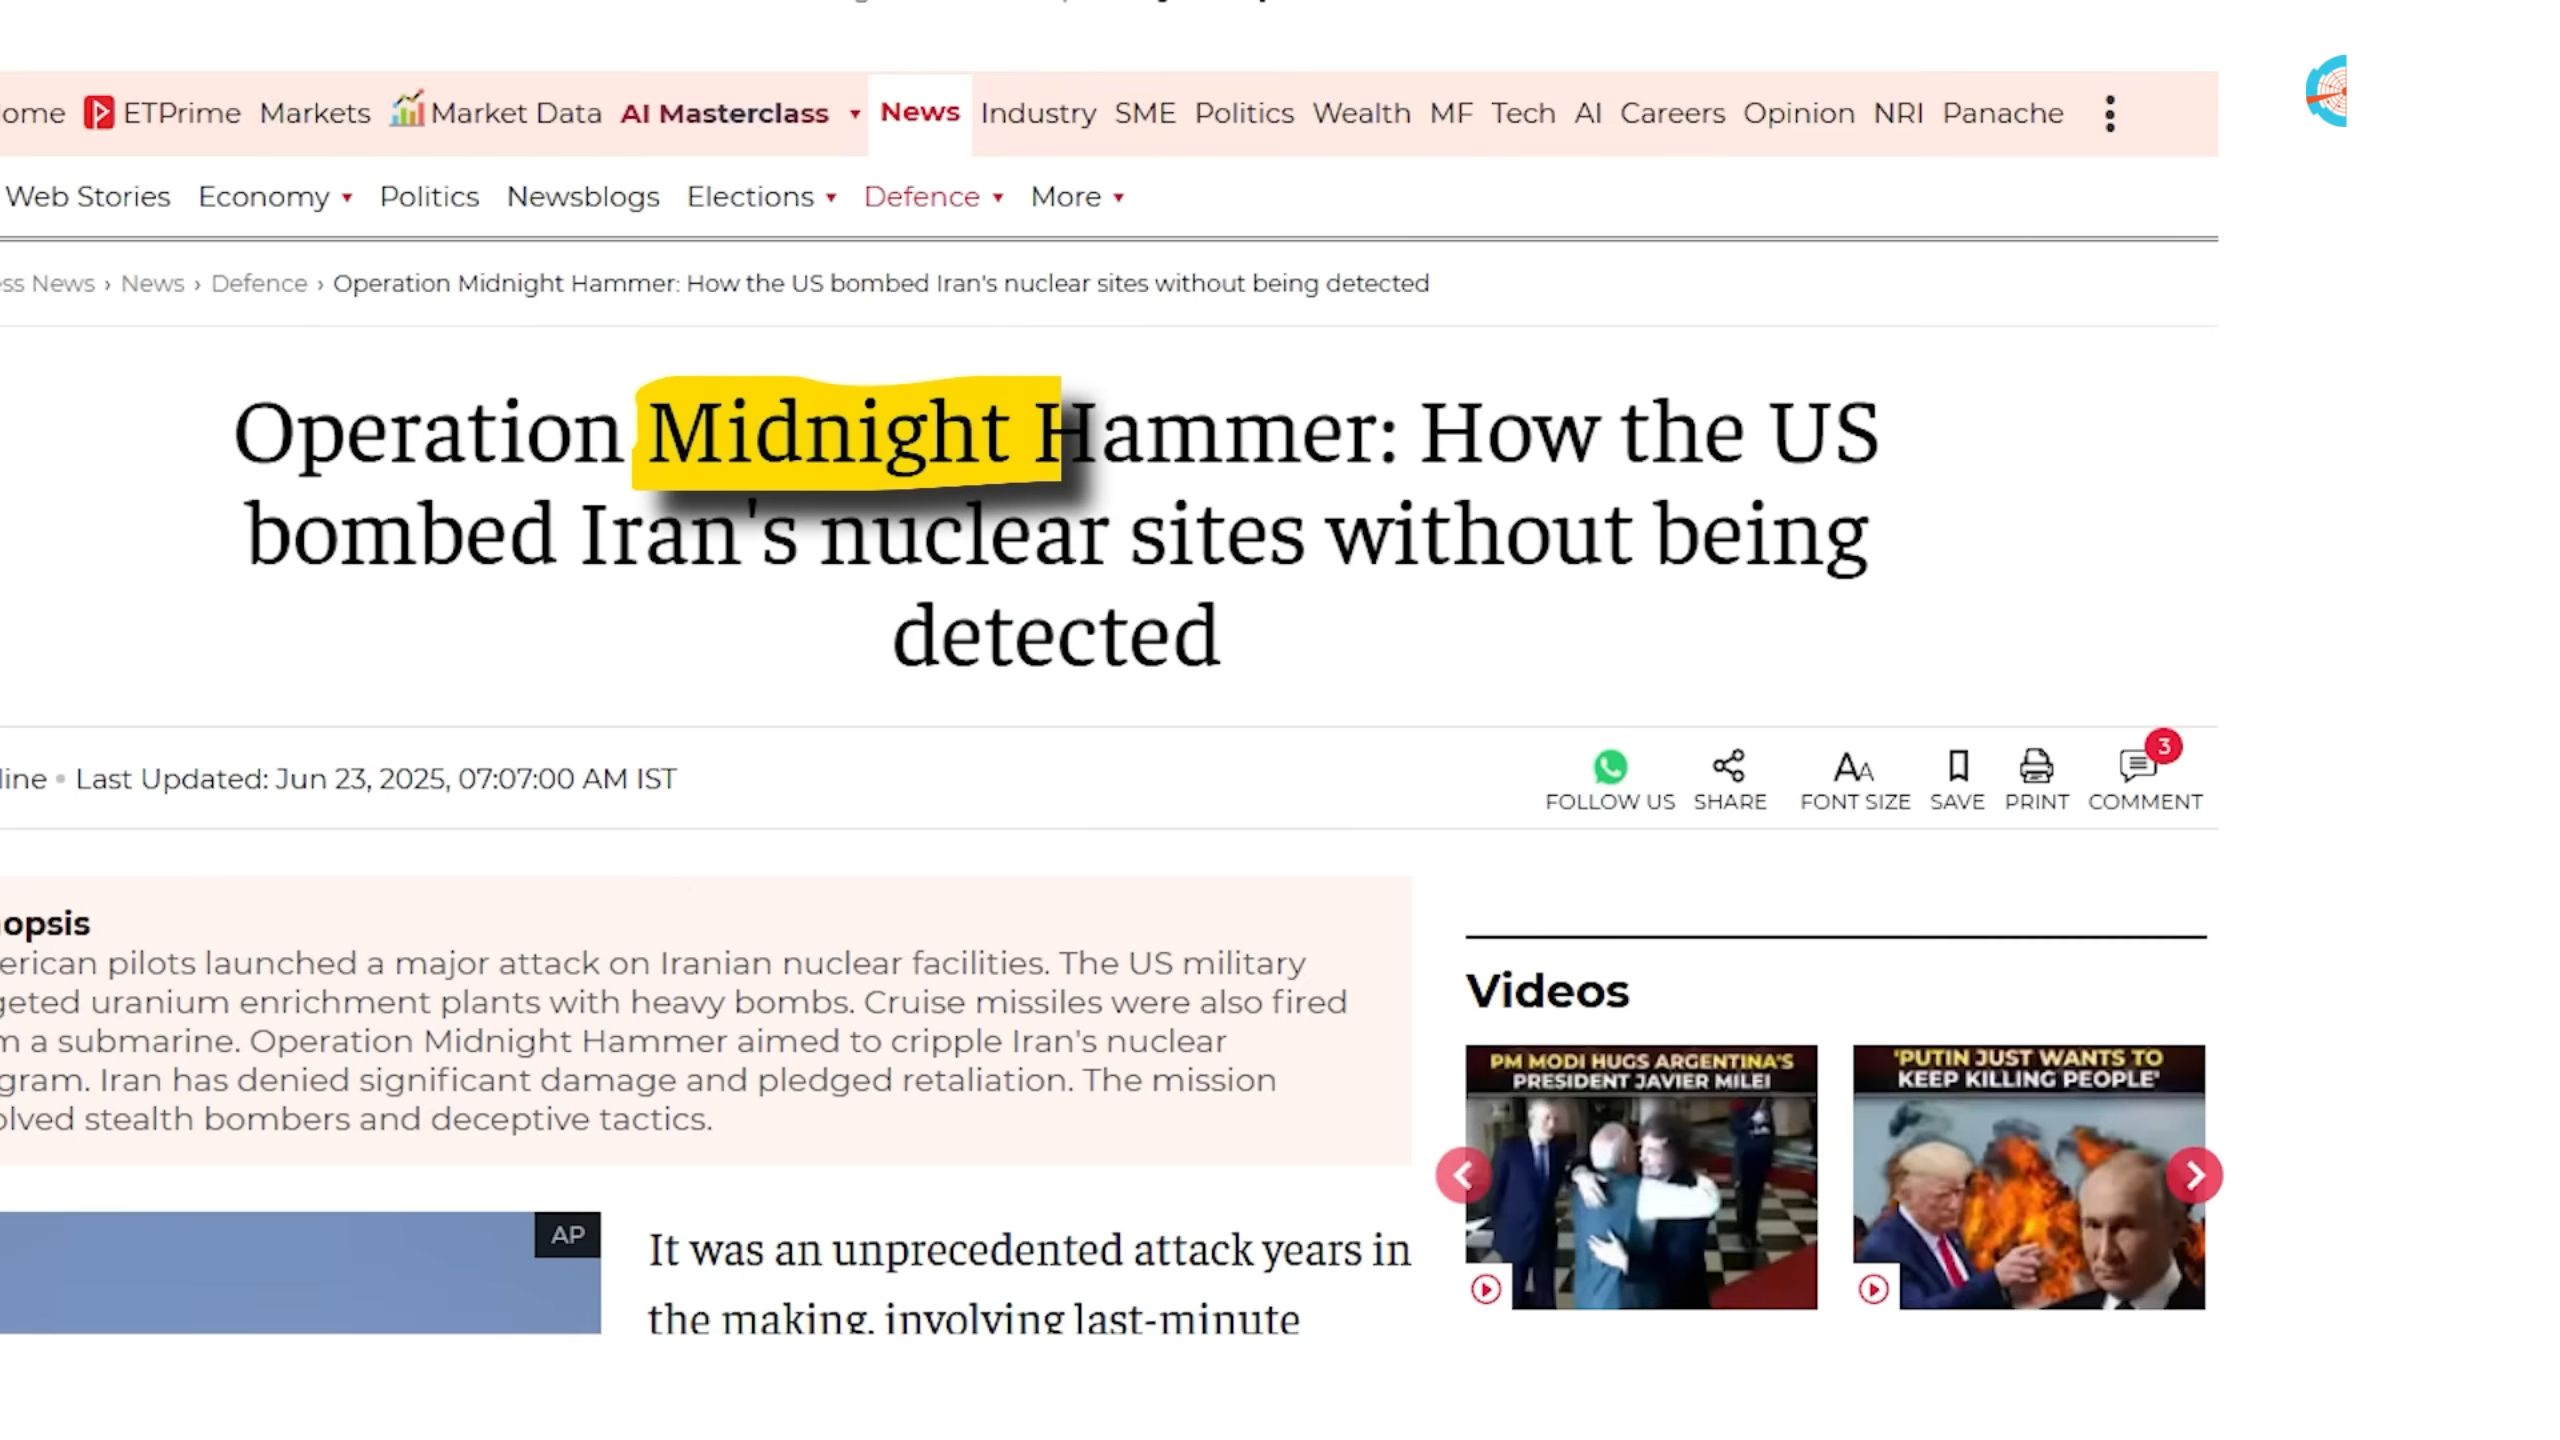 ome ETPrime Markets Market Data AI Masterclass News Industry SME Politics Wealth MF Tech AI Careers Opinion NRI Panache
Web Stories Economy Politics Newsblogs Elections Defence More
ss News › News › Defence › Operation Midnight Hammer: How the US bombed Iran's nuclear sites without being detected
Operation Midnight Hammer: How the US
bombed Iran's nuclear sites without being
detected
line • Last Updated: Jun 23, 2025, 07:07:00 AM IST
3
FOLLOW US SHARE FONT SIZE SAVE PRINT COMMENT
opsis
erican pilots launched a major attack on Iranian nuclear facilities. The US military
geted uranium enrichment plants with heavy bombs. Cruise missiles were also fired
m a submarine. Operation Midnight Hammer aimed to cripple Iran's nuclear
gram. Iran has denied significant damage and pledged retaliation. The mission
olved stealth bombers and deceptive tactics.
AP
It was an unprecedented attack years in
the making, involving last-minute
Videos
PM MODI HUGS ARGENTINA'S
PRESIDENT JAVIER MILEI
'PUTIN JUST WANTS TO
KEEP KILLING PEOPLE'